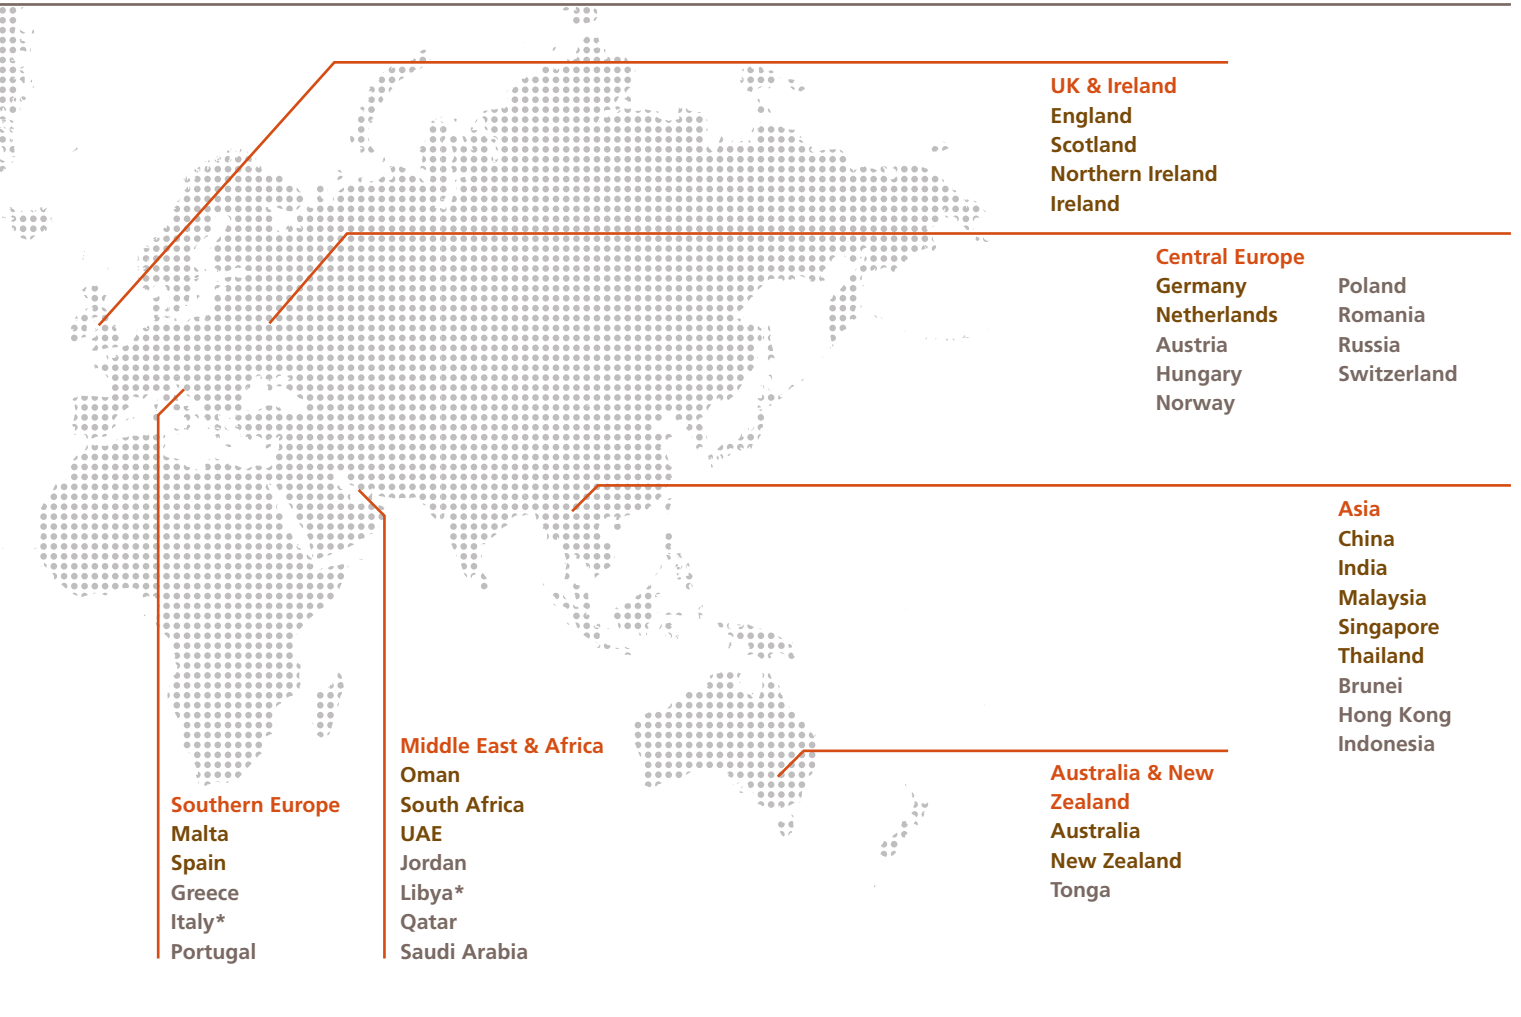 UK & Ireland
England
Scotland
Northern Ireland
Ireland
Central Europe
Germany
Netherlands
Austria
Hungary
Norway
Poland
Romania
Russia
Switzerland
Asia
China
India
Malaysia
Singapore
Thailand
Brunei
Hong Kong
Indonesia
Middle East & Africa
Oman
South Africa
UAE
Jordan
Libya*
Qatar
Saudi Arabia
Southern Europe
Malta
Spain
Greece
Italy*
Portugal
Australia & New
Zealand
Australia
New Zealand
Tonga